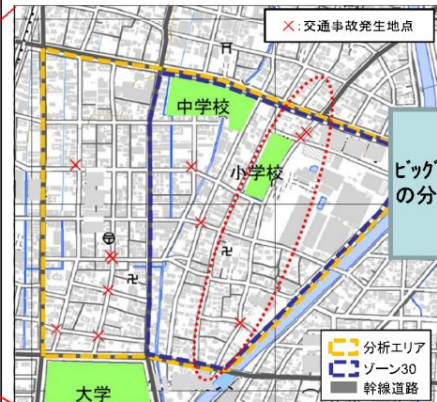 ×:交通事故発生地点
中学校
小学校
ビッグ
の分
分析エリア
ゾーン30
幹線道路
大学